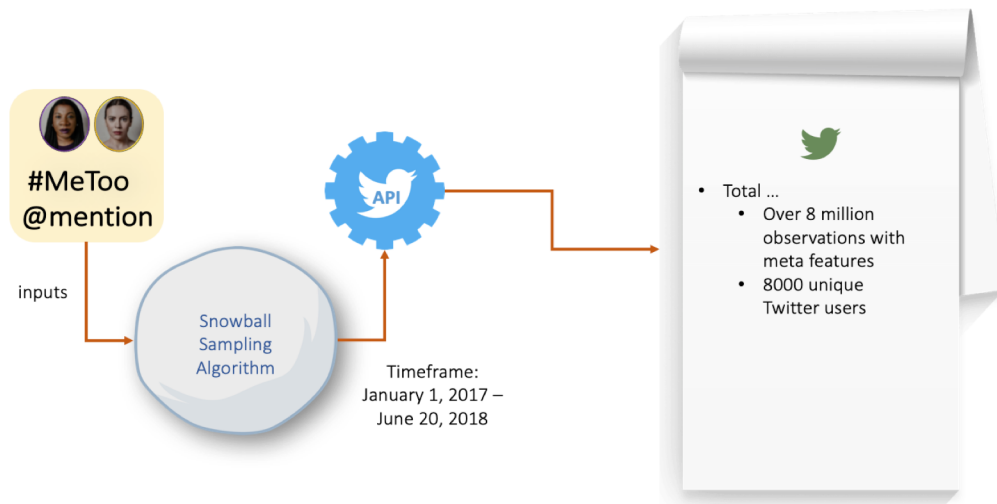 #MeToo
@mention
inputs
Snowball
Sampling
Algorithm
API
Timeframe:
January 1, 2017 –
June 20, 2018
• Total ...
• Over 8 million
observations with
meta features
• 8000 unique
Twitter users